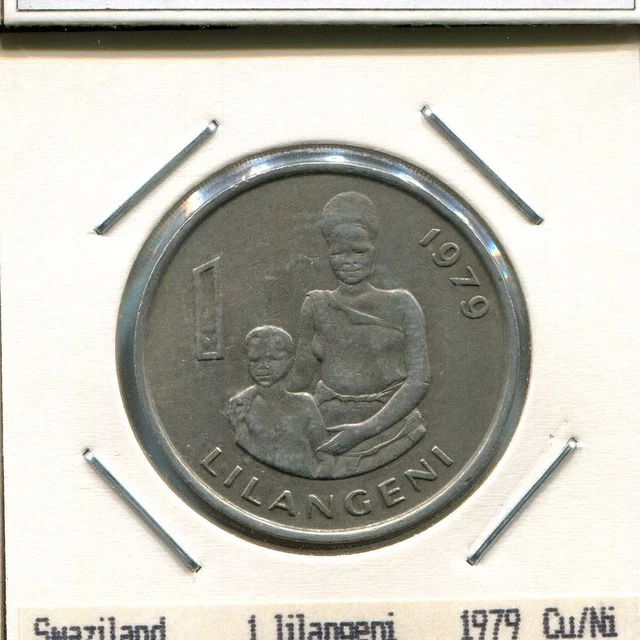 1
1979
LILANGENI
Swaziland 1 lilangeni 1979 Cu/Ni